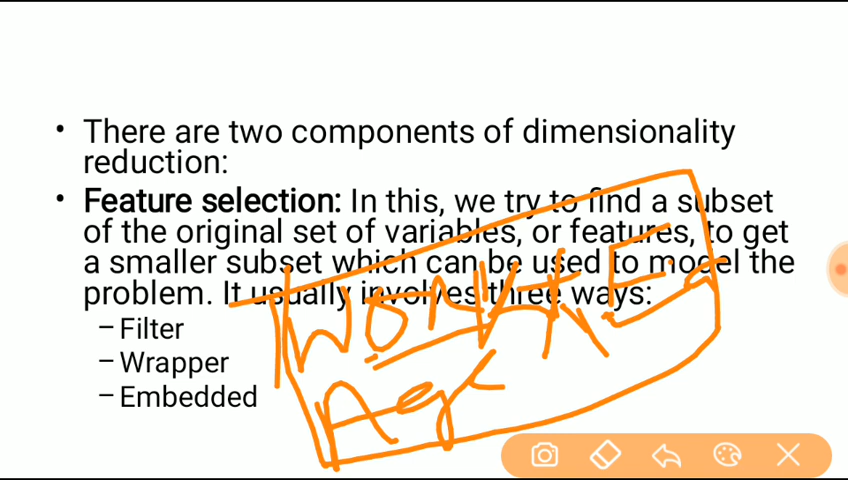 • There are two components of dimensionality
reduction:
• Feature selection: In this, we try to find a subset
of the original set of variables, or features, to get
a smaller subset which can be used to model the
problem. It usually involves three ways:
– Filter
– Wrapper
– Embedded
Age